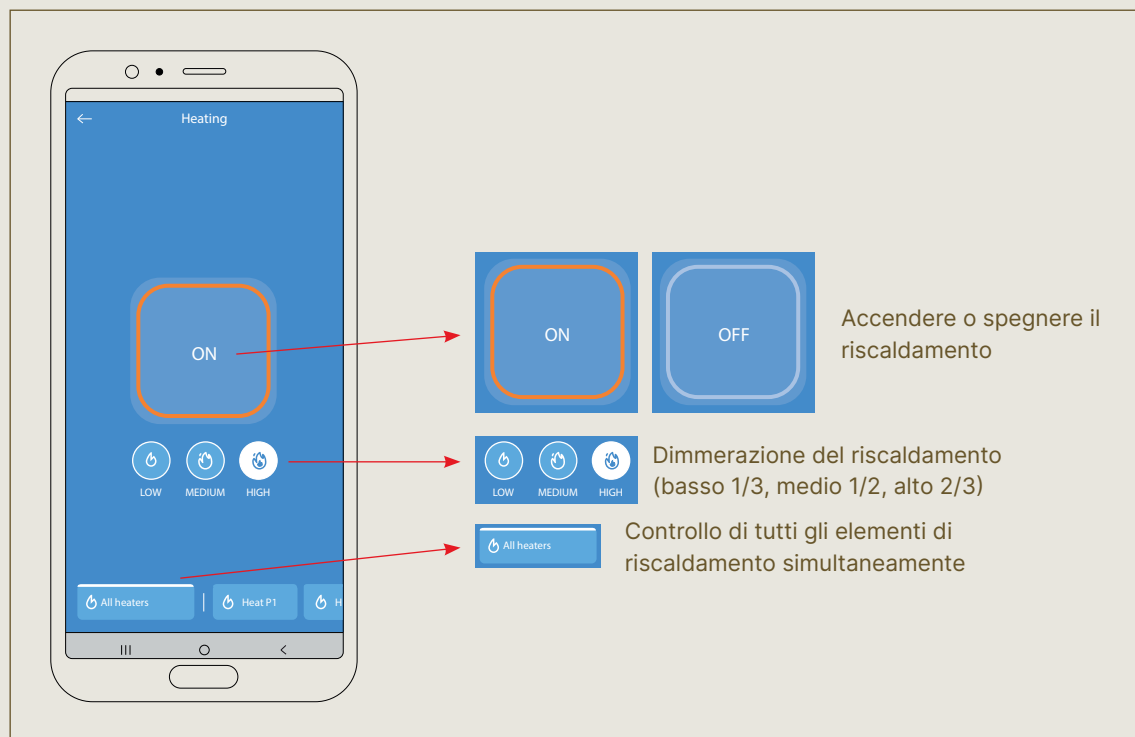 Heating
ON
LOW MEDIUM HIGH
All heaters Heat P1 H
ON
OFF
Accendere o spegnere il
riscaldamento
LOW MEDIUM HIGH
Dimmerazione del riscaldamento
(basso 1/3, medio 1/2, alto 2/3)
All heaters
Controllo di tutti gli elementi di
riscaldamento simultaneamente